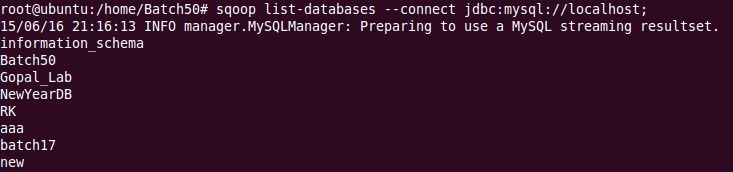 root@ubuntu:/home/Batch50# sqoop list-databases --connect jdbc:mysql://localhost;
15/06/16 21:16:13 INFO manager.MySQLManager: Preparing to use a MySQL streaming resultset.
information_schema
Batch50
Gopal_Lab
NewYearDB
RK
aaa
batch17
new